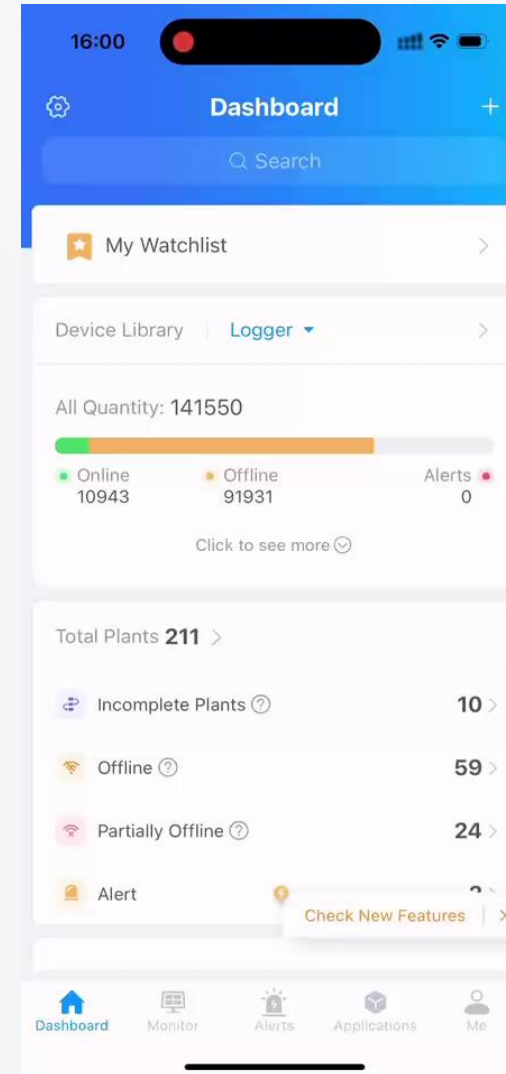 16:00
Dashboard
Search
My Watchlist
Device Library Logger
All Quantity: 141550
Online Offline Alerts
10943 91931 0
Click to see more
Total Plants 211
Incomplete Plants ? 10
Offline ? 59
Partially Offline ? 24
Alert
Check New Features
Dashboard Monitor Alerts Applications Me